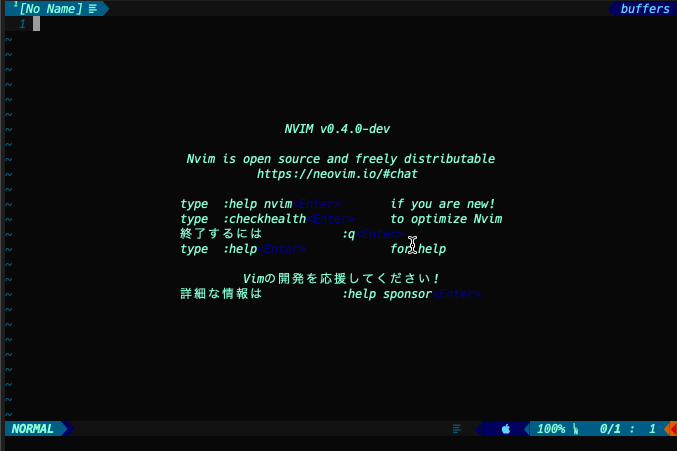 1[No Name]
buffers
1
~
~
~
~
~
~
NVIM v0.4.0-dev
~
~
Nvim is open source and freely distributable
~
https://neovim.io/#chat
~
~
type :help nvim<Enter> if you are new!
~
type :checkhealth<Enter> to optimize Nvim
~
終了するには :q<Enter>
~
type :help<Enter> for help
~
~
Vimの開発を応援してください!
~
詳細な情報は :help sponsor<Enter>
~
~
~
~
~
~
~
~
NORMAL 100% 0/1 : 1